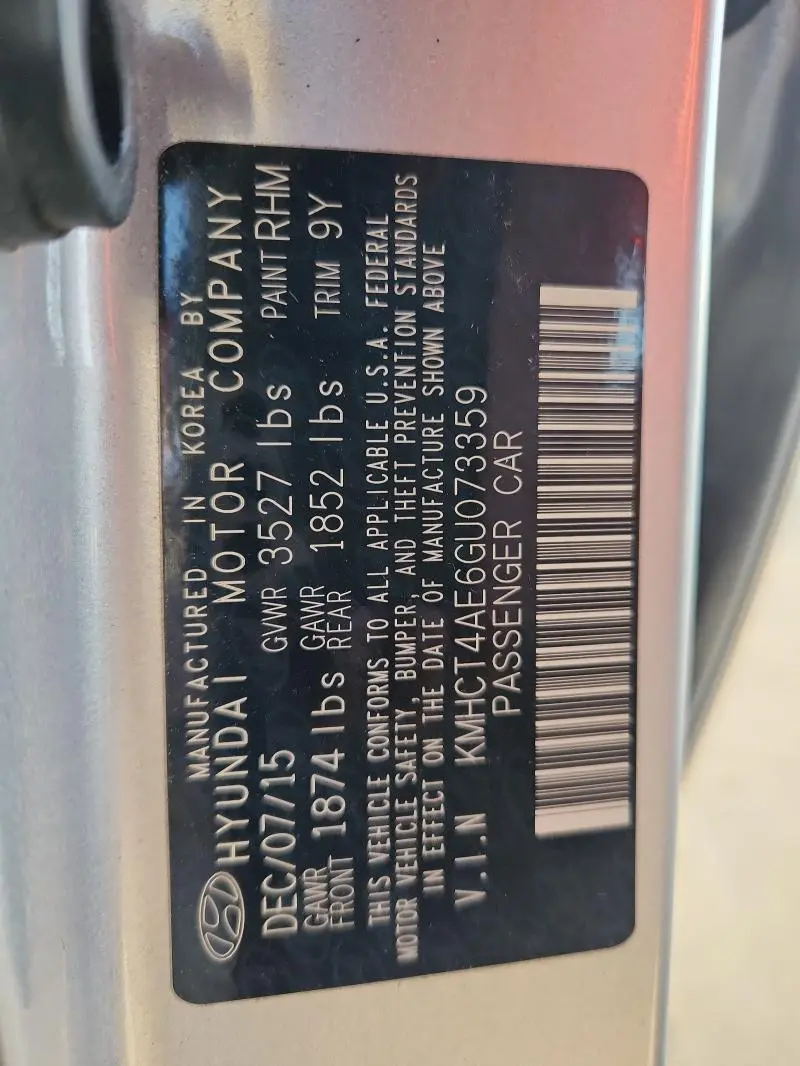 MANUFACTURED IN KOREA BY
HYUNDAI MOTOR COMPANY
DEC/07/15 GVWR 3527 lbs PAINT RHM
GAWR FRONT 1874 lbs GAWR REAR 1852 lbs TRIM 9Y
THIS VEHICLE CONFORMS TO ALL APPLICABLE U.S.A. FEDERAL
MOTOR VEHICLE SAFETY, BUMPER, AND THEFT PREVENTION STANDARDS
IN EFFECT ON THE DATE OF MANUFACTURE SHOWN ABOVE
V.I.N KMHCT4AE6GU073359
PASSENGER CAR